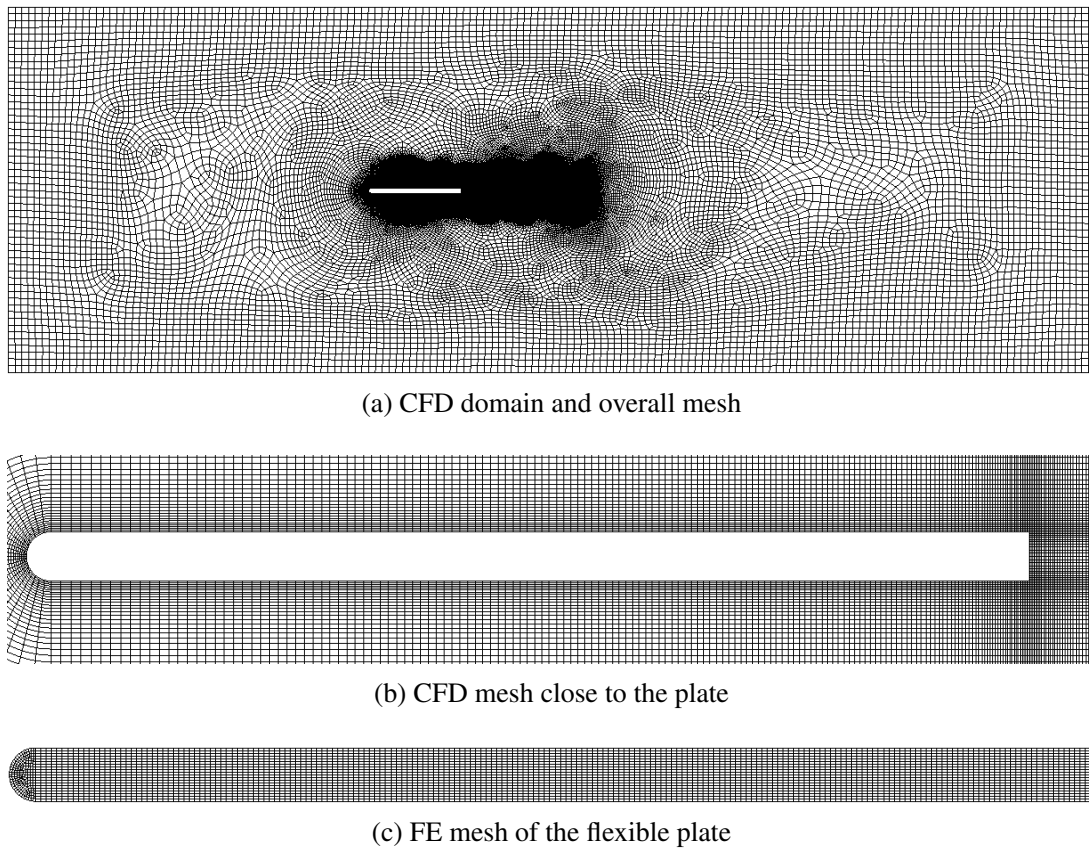 (a) CFD domain and overall mesh
(b) CFD mesh close to the plate
(c) FE mesh of the flexible plate